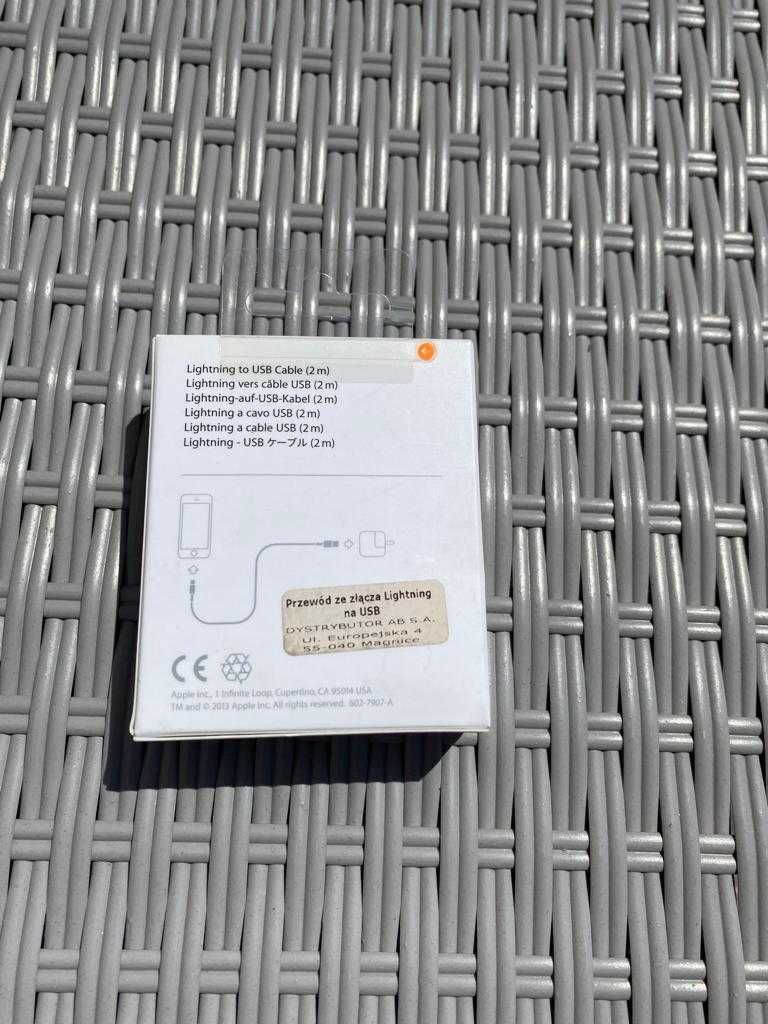 Lightning to USB Cable (2 m)
Lightning vers câble USB (2 m)
Lightning-auf-USB-Kabel (2 m)
Lightning a cavo USB (2 m)
Lightning a cable USB (2 m)
Lightning - USB ケーブル (2 m)
Przewód ze złącza Lightning
na USB
DYSTRYBUTOR AB S.A.
Ul. Europejska 4
55-040 Magnice
CE
Apple Inc., 1 Infinite Loop, Cupertino, CA 95014 USA
TM and © 2013 Apple Inc. All rights reserved. 602-7907-A